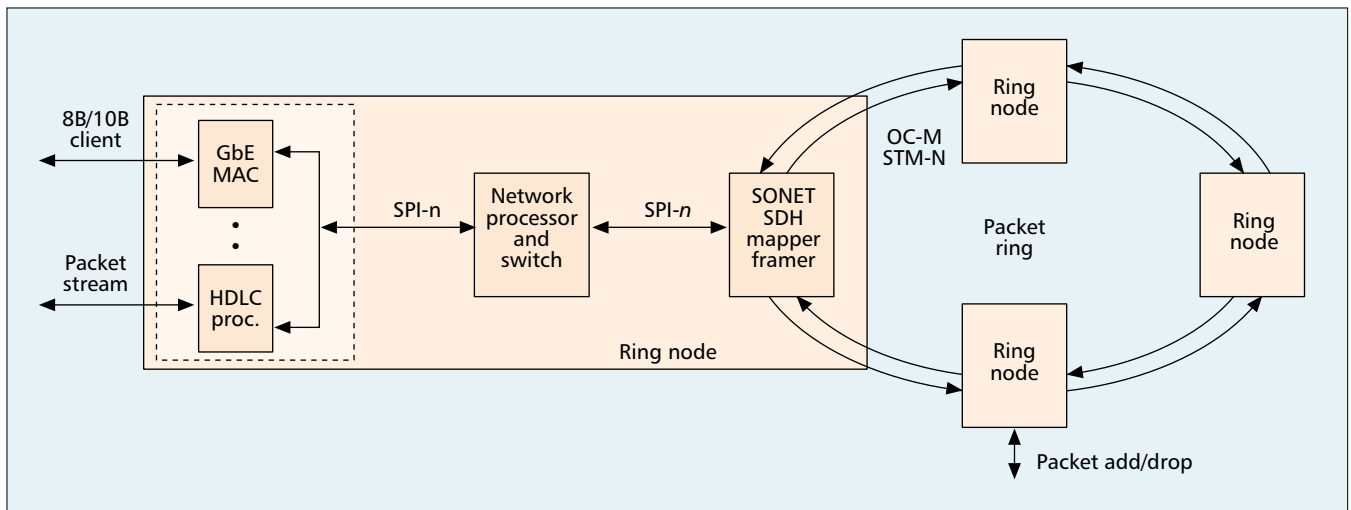 8B/10B
client
GbE
MAC
Packet
stream
HDLC
proc.
SPI-n
Network
processor
and
switch
SPI-n
SONET
SDH
mapper
framer
Ring node
OC-M
STM-N
Ring
node
Packet
ring
Ring
node
Ring
node
Packet add/drop